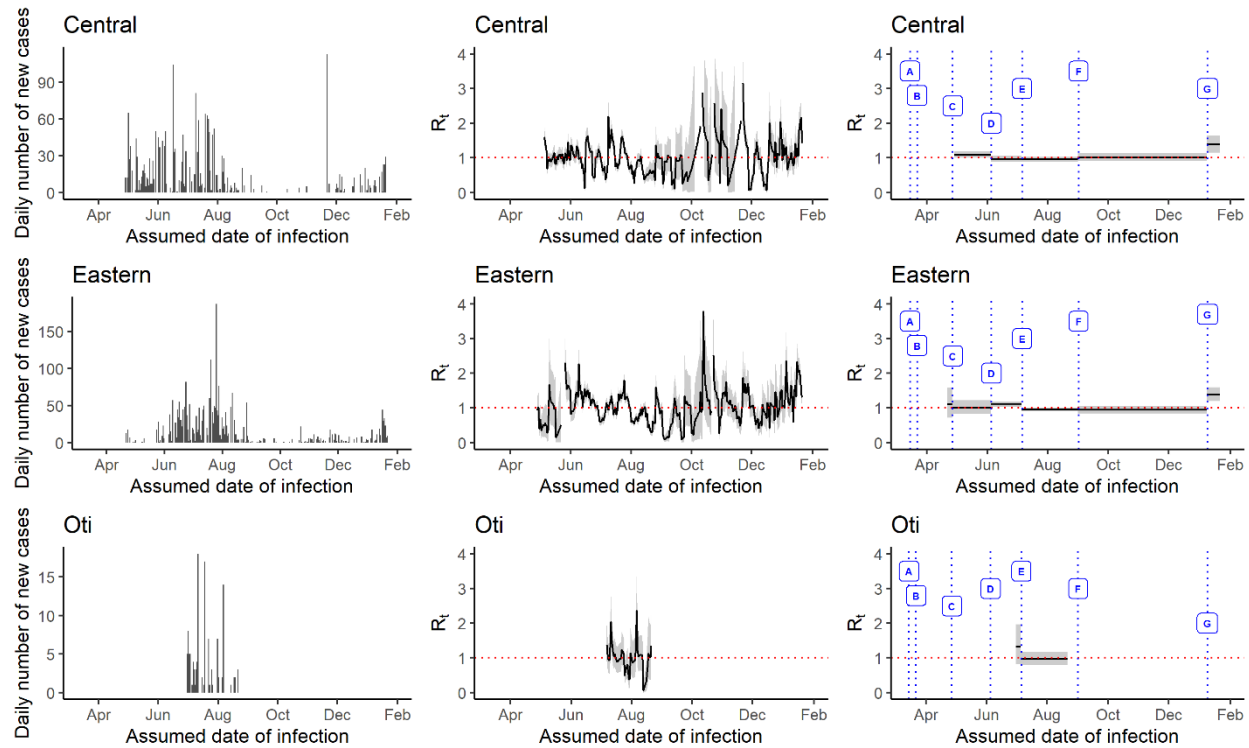 Central
Daily number of new cases
90
60
30
0
Apr Jun Aug Oct Dec Feb
Assumed date of infection
Central
Rt
4
3
2
1
0
Apr Jun Aug Oct Dec Feb
Assumed date of infection
Central
Rt
4
3
2
1
0
A
B
C
D
E
F
G
Apr Jun Aug Oct Dec Feb
Assumed date of infection
Eastern
Daily number of new cases
150
100
50
0
Apr Jun Aug Oct Dec Feb
Assumed date of infection
Eastern
Rt
4
3
2
1
0
Apr Jun Aug Oct Dec Feb
Assumed date of infection
Eastern
Rt
4
3
2
1
0
A
B
C
D
E
F
G
Apr Jun Aug Oct Dec Feb
Assumed date of infection
Oti
Daily number of new cases
15
10
5
0
Apr Jun Aug Oct Dec Feb
Assumed date of infection
Oti
Rt
4
3
2
1
0
Apr Jun Aug Oct Dec Feb
Assumed date of infection
Oti
Rt
4
3
2
1
0
A
B
C
D
E
F
G
Apr Jun Aug Oct Dec Feb
Assumed date of infection